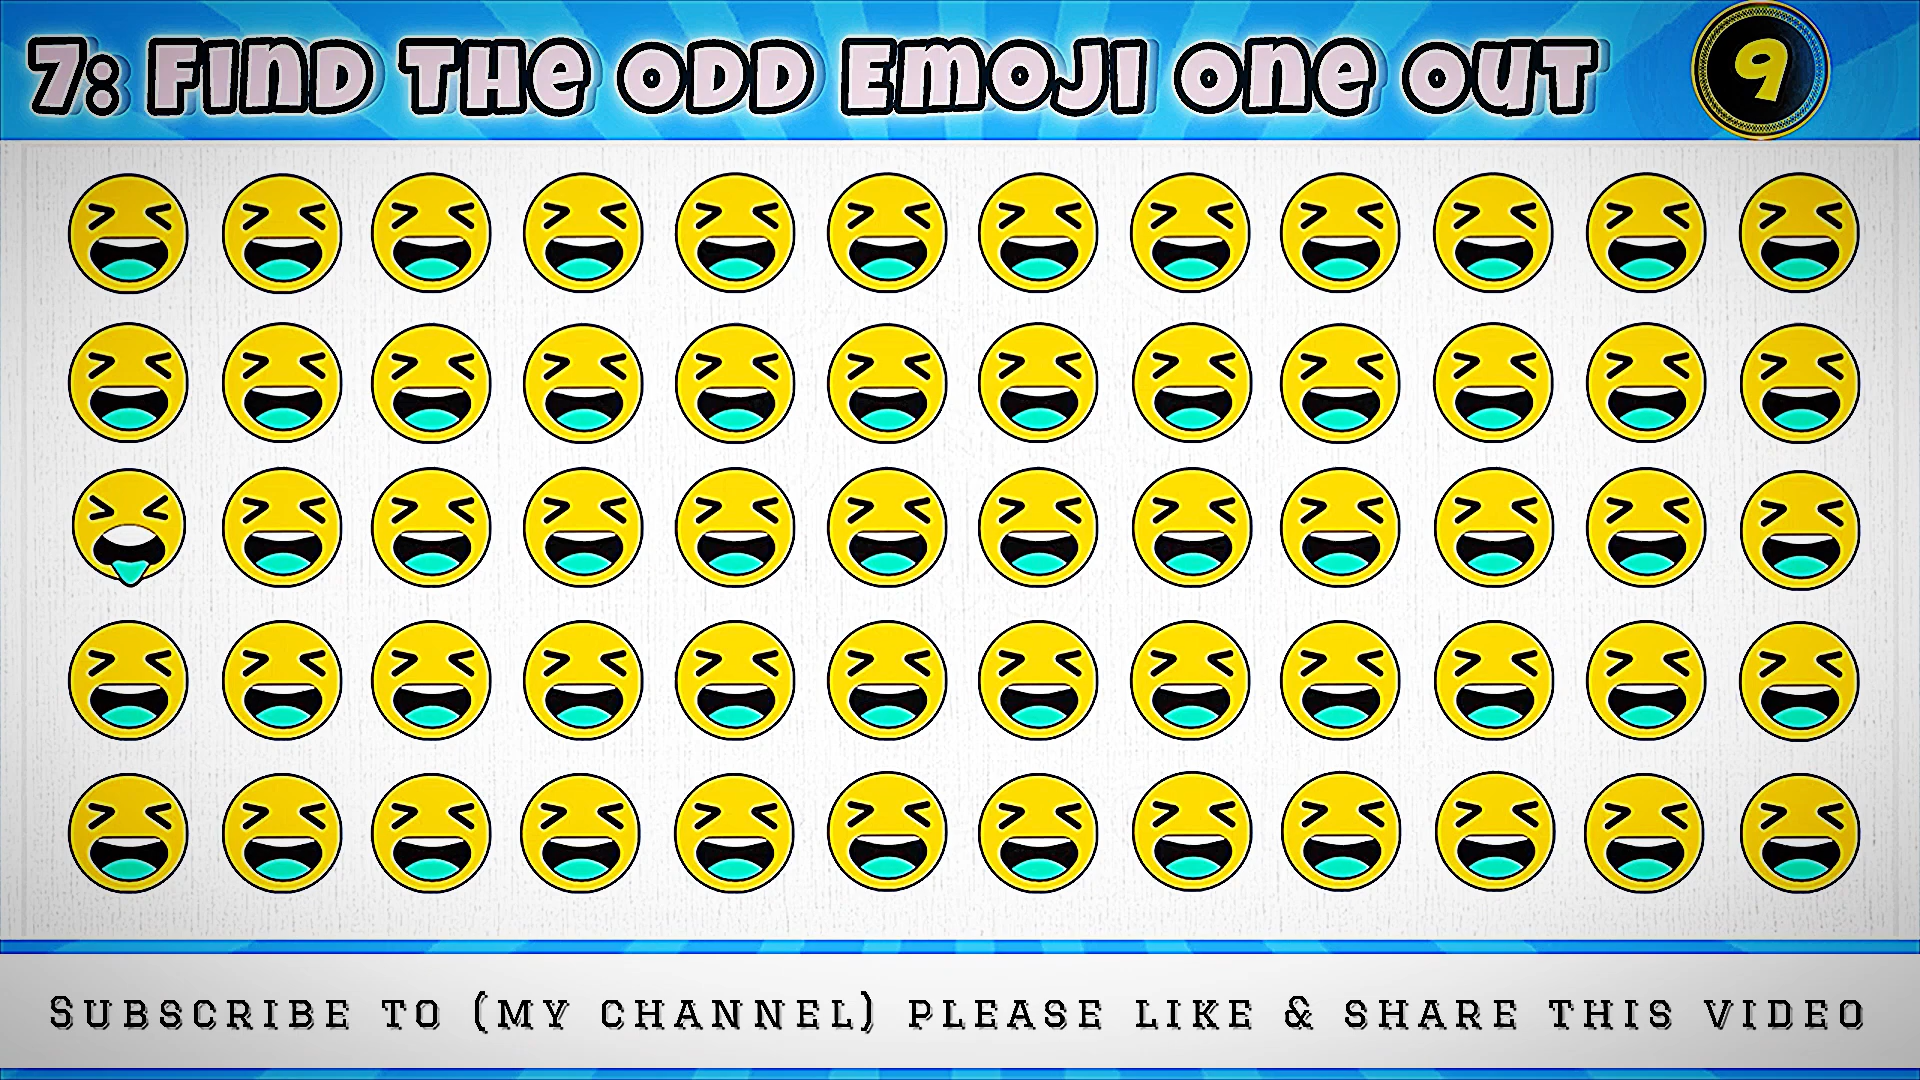 7: Find the odd Emoji one out
9
Subscribe to (my channel) please like & share this video